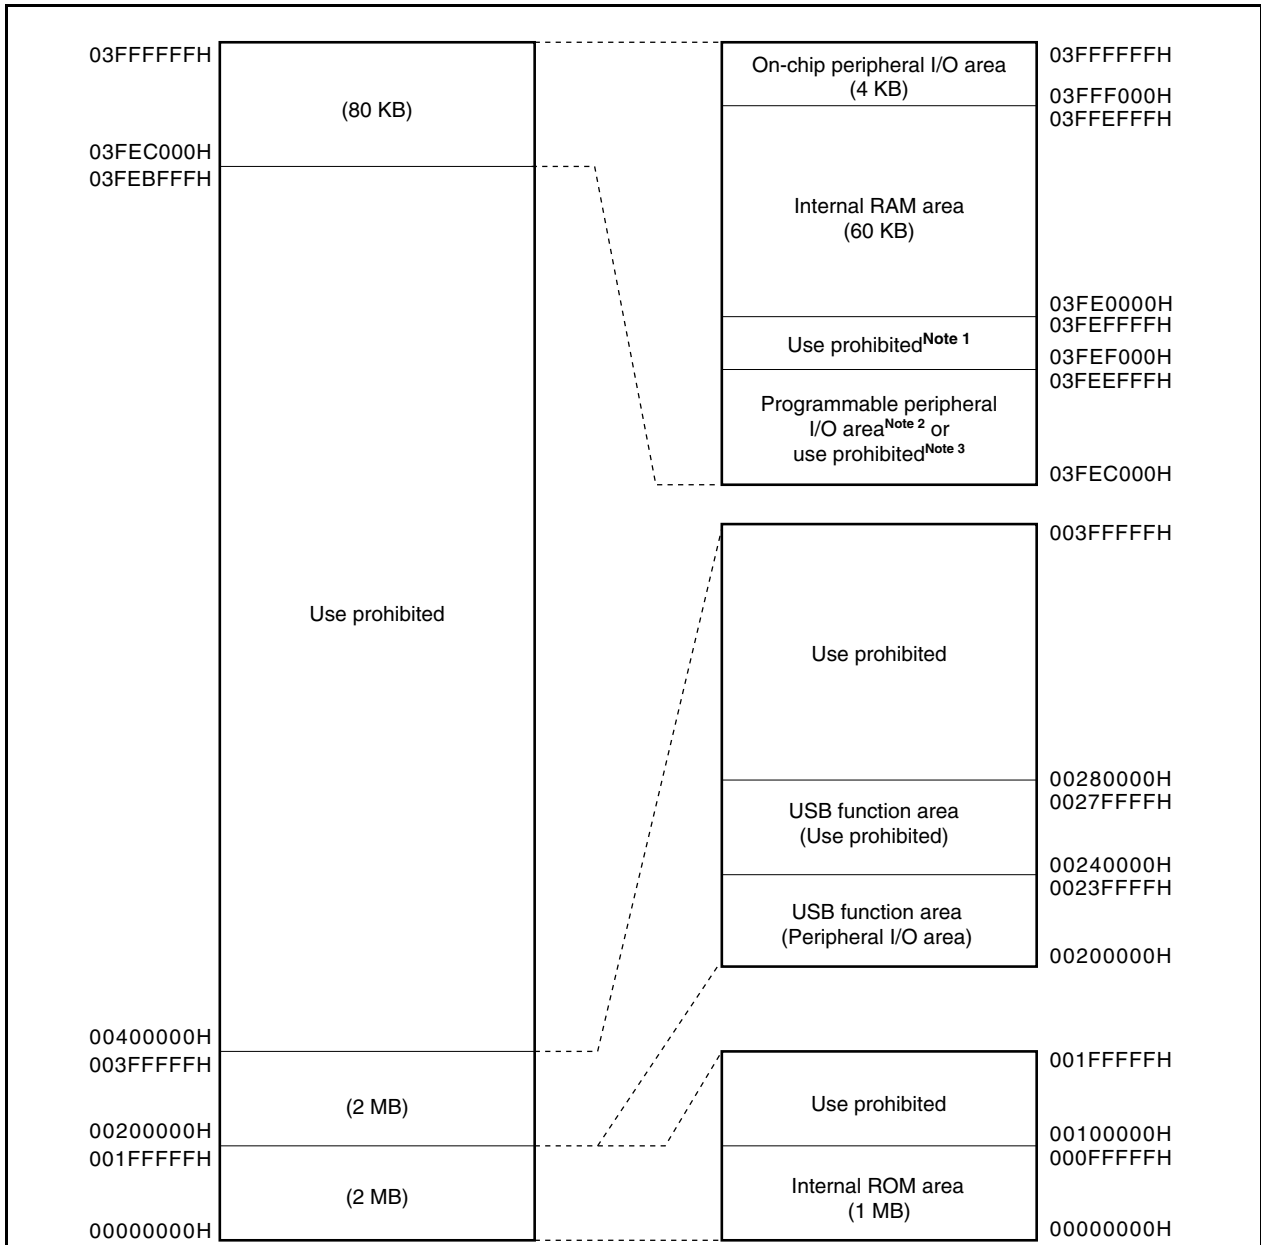 03FFFFFFH
(80 KB)
03FEC000H
03FEBFFFH
Use prohibited
00400000H
003FFFFFH
(2 MB)
00200000H
001FFFFFH
(2 MB)
00000000H
On-chip peripheral I/O area
(4 KB)
03FFFFFFH
03FFF000H
03FFEFFFH
Internal RAM area
(60 KB)
03FE0000H
03FEFFFFH
Use prohibitedNote 1
03FEF000H
03FEEFFFH
Programmable peripheral
I/O areaNote 2 or
use prohibitedNote 3
03FEC000H
003FFFFFH
Use prohibited
00280000H
0027FFFFH
USB function area
(Use prohibited)
00240000H
0023FFFFH
USB function area
(Peripheral I/O area)
00200000H
001FFFFFH
Use prohibited
00100000H
000FFFFFH
Internal ROM area
(1 MB)
00000000H